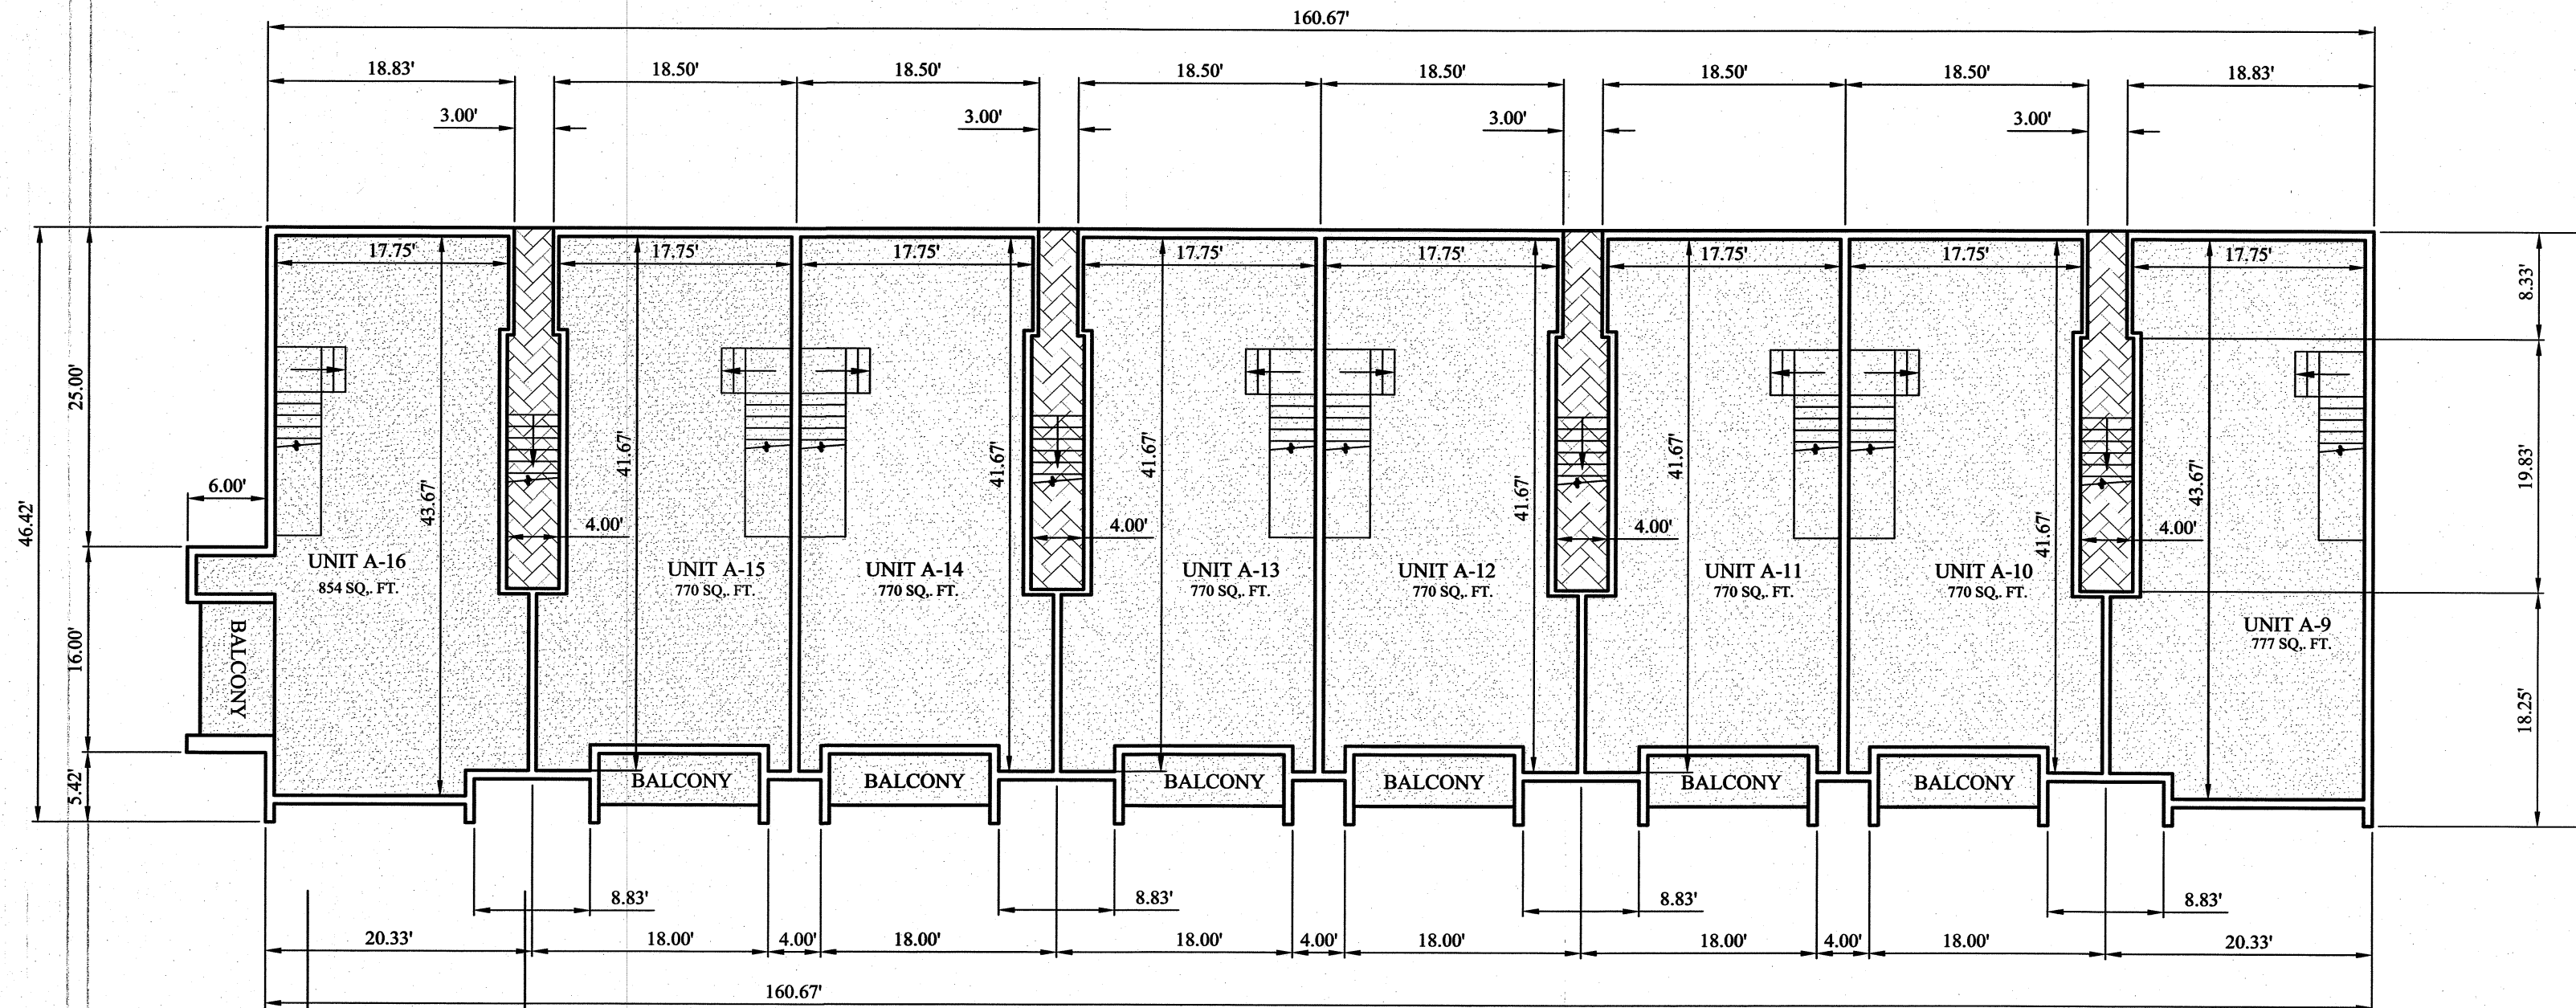 160.67'
18.83' 18.50' 18.50' 18.50' 18.50' 18.50' 18.50' 18.83'
3.00' 3.00' 3.00' 3.00'
17.75' 17.75' 17.75' 17.75' 17.75' 17.75' 17.75' 17.75'
8.33'
25.00'
41.67' 41.67' 41.67' 41.67' 41.67' 41.67'
43.67' 43.67'
19.83'
6.00'
46.42'
4.00' 4.00' 4.00' 4.00'
UNIT A-16
854 SQ,. FT.
UNIT A-15
770 SQ,. FT.
UNIT A-14
770 SQ,. FT.
UNIT A-13
770 SQ,. FT.
UNIT A-12
770 SQ,. FT.
UNIT A-11
770 SQ,. FT.
UNIT A-10
770 SQ,. FT.
UNIT A-9
777 SQ,. FT.
16.00'
BALCONY
18.25'
5.42'
BALCONY BALCONY BALCONY BALCONY BALCONY BALCONY
8.83' 8.83' 8.83' 8.83'
20.33' 18.00' 4.00' 18.00' 18.00' 4.00' 18.00' 18.00' 4.00' 18.00' 20.33'
160.67'